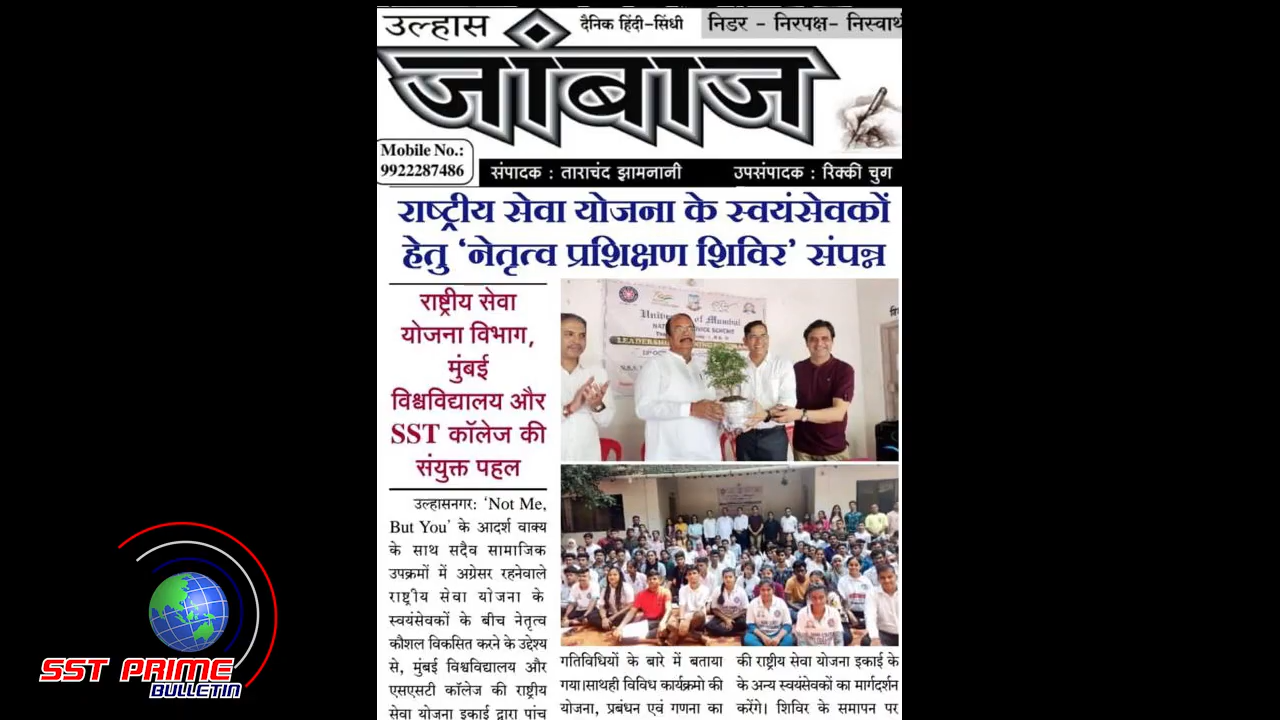 उल्हास
दैनिक हिंदी-सिंधी
निडर - निरपक्ष- निस्वार्थ
जांबाज
Mobile No.:
9922287486
संपादक : ताराचंद झामनानी
उपसंपादक : रिक्की चुग
राष्ट्रीय सेवा योजना के स्वयंसेवकों
हेतु ‘नेतृत्व प्रशिक्षण शिविर’ संपन्न
राष्ट्रीय सेवा
योजना विभाग,
मुंबई
विश्वविद्यालय और
SST कॉलेज की
संयुक्त पहल
उल्हासनगर: ‘Not Me,
But You’ के आदर्श वाक्य
के साथ सदैव सामाजिक
उपक्रमों में अग्रेसर रहनेवाले
राष्ट्रीय सेवा योजना के
स्वयंसेवकों के बीच नेतृत्व
कौशल विकसित करने के उद्देश्य
से, मुंबई विश्वविद्यालय और
एसएसटी कॉलेज की राष्ट्रीय
सेवा योजना इकाई द्वारा पांच
University of Mumbai
गतिविधियों के बारे में बताया
गया।साथही विविध कार्यक्रमो की
योजना, प्रबंधन एवं गणना का
की राष्ट्रीय सेवा योजना इकाई के
के अन्य स्वयंसेवकों का मार्गदर्शन
करेंगे। शिविर के समापन पर
SST PRIME
BULLETIN